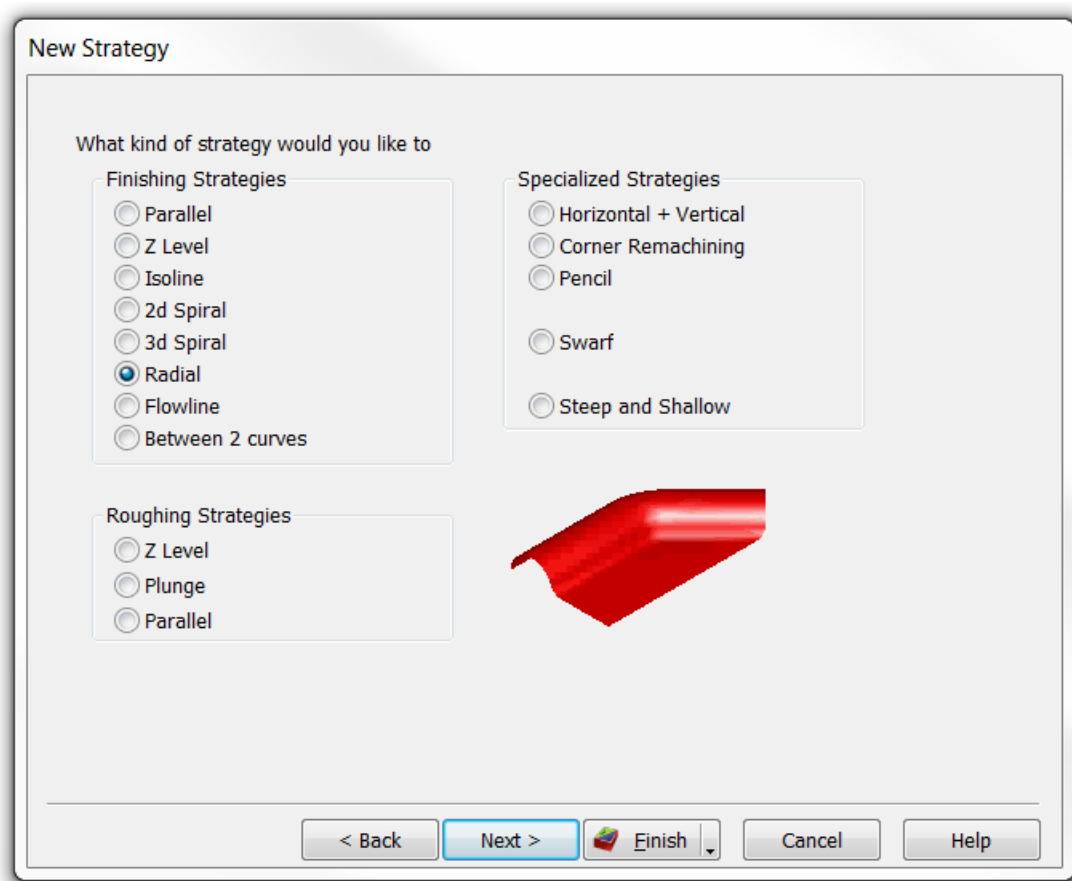 New Strategy
What kind of strategy would you like to
Finishing Strategies
Parallel
Z Level
Isoline
2d Spiral
3d Spiral
Radial
Flowline
Between 2 curves
Specialized Strategies
Horizontal + Vertical
Corner Remachining
Pencil
Swarf
Steep and Shallow
Roughing Strategies
Z Level
Plunge
Parallel
< Back
Next >
Finish
Cancel
Help